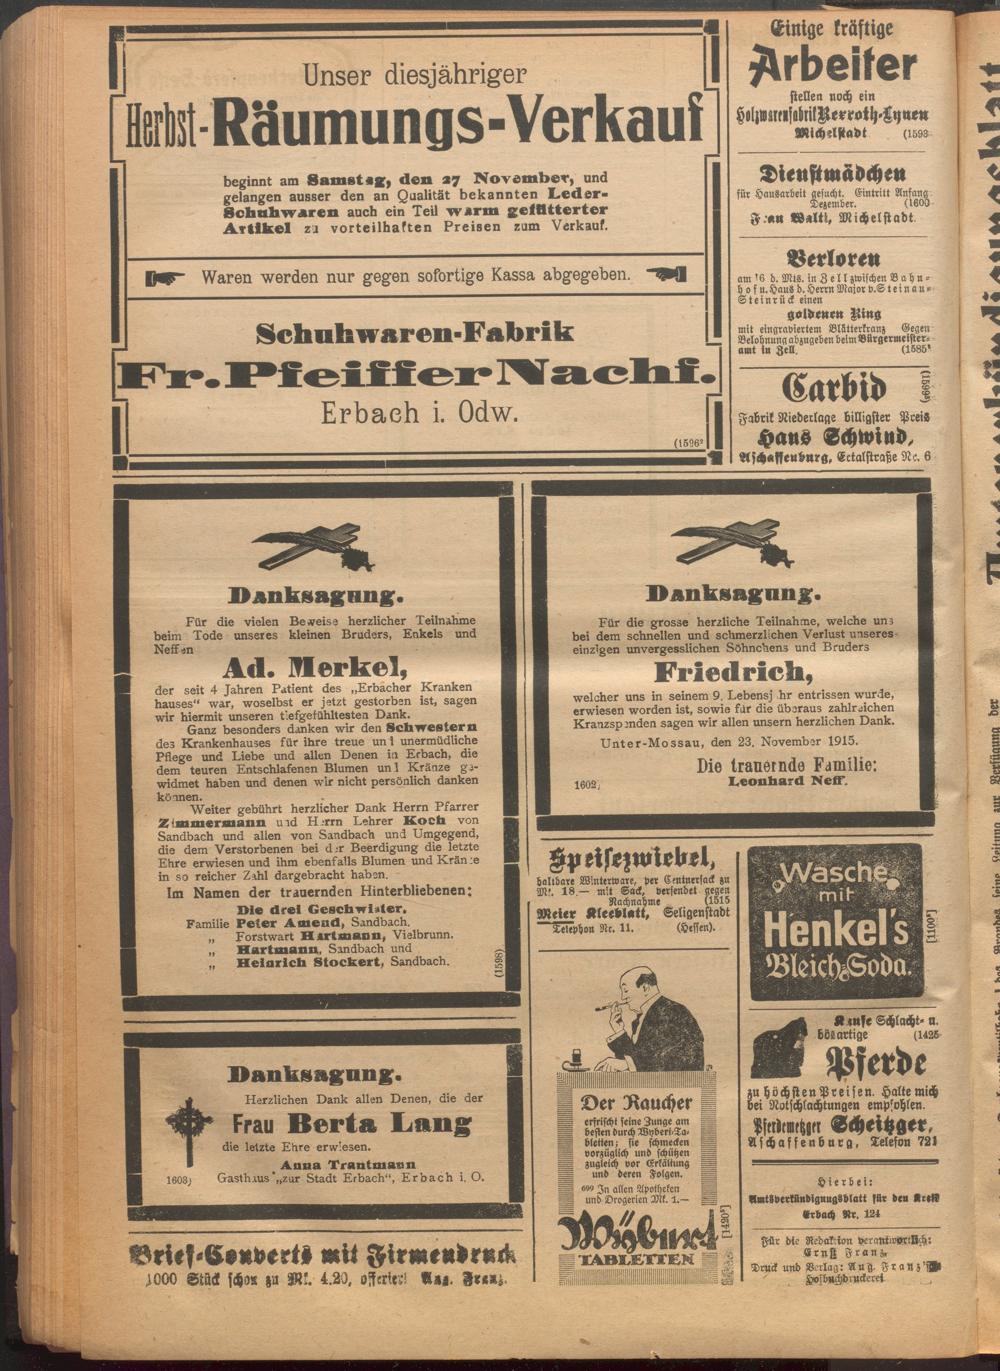 Unser diesjähriger
Herbst-Räumungs-Verkauf
beginnt am Samstag, den 27 November, und
gelangen ausser den an Qualität bekannten Leder-
Schuhwaren auch ein Teil warm gefütterter
Artikel zu vorteilhaften Preisen zum Verkauf.
Waren werden nur gegen sofortige Kassa abgegeben.
Schuhwaren-Fabrik
Fr. Pfeiffer Nachf.
Erbach i. Odw.
(1596²
Einige kräftige
Arbeiter
stellen noch ein
Holzwarenfabrik Rexroth-Lynen
Michelstadt (1593
Dienstmädchen
für Hausarbeit gesucht. Eintritt Anfang
Dezember. (1600
Frau Walti, Michelstadt.
Verloren
am 16 d. Mts. in Zell zwischen Bahn-
hof u. Haus d. Herrn Major v. Steinau-
Steinrück einen
goldenen Ring
mit eingraviertem Blätterkranz Gegen
Belohnung abzugeben beim Bürgermeister-
amt in Zell. (1585³
Carbid
(1599²)
Fabrik Niederlage billigster Preis
Hans Schwind,
Aschaffenburg, Ectalstraße Nr. 6
Danksagung.
Für die vielen Beweise herzlicher Teilnahme
beim Tode unseres kleinen Bruders, Enkels und
Neffen
Ad. Merkel,
der seit 4 Jahren Patient des „Erbacher Kranken
hauses" war, woselbst er jetzt gestorben ist, sagen
wir hiermit unseren tiefgefühltesten Dank.
Ganz besonders danken wir den Schwestern
des Krankenhauses für ihre treue und unermüdliche
Pflege und Liebe und allen Denen in Erbach, die
dem teuren Entschlafenen Blumen und Kränze ge-
widmet haben und denen wir nicht persönlich danken
können.
Weiter gebührt herzlicher Dank Herrn Pfarrer
Zimmermann und Herrn Lehrer Koch von
Sandbach und allen von Sandbach und Umgegend,
die dem Verstorbenen bei der Beerdigung die letzte
Ehre erwiesen und ihm ebenfalls Blumen und Kränze
in so reicher Zahl dargebracht haben.
Im Namen der trauernden Hinterbliebenen:
Die drei Geschwister,
Familie Peter Amend, Sandbach,
„ Forstwart Hartmann, Vielbrunn.
„ Hartmann, Sandbach und
„ Heinrich Stockert, Sandbach.
(1598)
Danksagung.
Für die grosse herzliche Teilnahme, welche uns
bei dem schnellen und schmerzlichen Verlust unseres
einzigen unvergesslichen Söhnchens und Bruders
Friedrich,
welcher uns in seinem 9. Lebensjahr entrissen wurde,
erwiesen worden ist, sowie für die überaus zahlreichen
Kranzspenden sagen wir allen unsern herzlichen Dank.
Unter-Mossau, den 23. November 1915.
Die trauernde Familie:
1602) Leonhard Neff.
Danksagung.
Herzlichen Dank allen Denen, die der
Frau Berta Lang
die letzte Ehre erwiesen.
Anna Trautmann
1603) Gasthaus „zur Stadt Erbach", Erbach i. O.
Brief-Couverts mit Firmendruck
1000 Stück schon zu Mk. 4.20, offeriert Aug. Franz.
Speisezwiebel,
haltbare Winterware, per Centnersack zu
Mk. 18.— mit Sack, versendet gegen
Nachnahme (1515
Meier Kleeblatt, Seligenstadt
Telephon Nr. 11. (Hessen).
Der Raucher
erfrischt seine Zunge am
besten durch Wybert-Ta-
bletten; sie schmecken
vorzüglich und schützen
zugleich vor Erkältung
und deren Folgen.
699 In allen Apotheken
und Drogerien Mk. 1.—
Wybert
TABLETTEN
[1420²]
Wäsche
mit
Henkel's
Bleich-Soda.
[1100²]
Kaufe Schlacht- u.
bösartige (1425
Pferde
zu höchsten Preisen. Halte mich
bei Notschlachtungen empfohlen.
Pferdemetzger Scheitzger,
Aschaffenburg, Telefon 721
Hierbei:
Amtsverkündigungsblatt für den Kreis
Erbach Nr. 124
Für die Redaktion verantwortlich:
Ernst Franz.
Druck und Verlag: Aug. Franz'sche
Hofbuchdruckerei